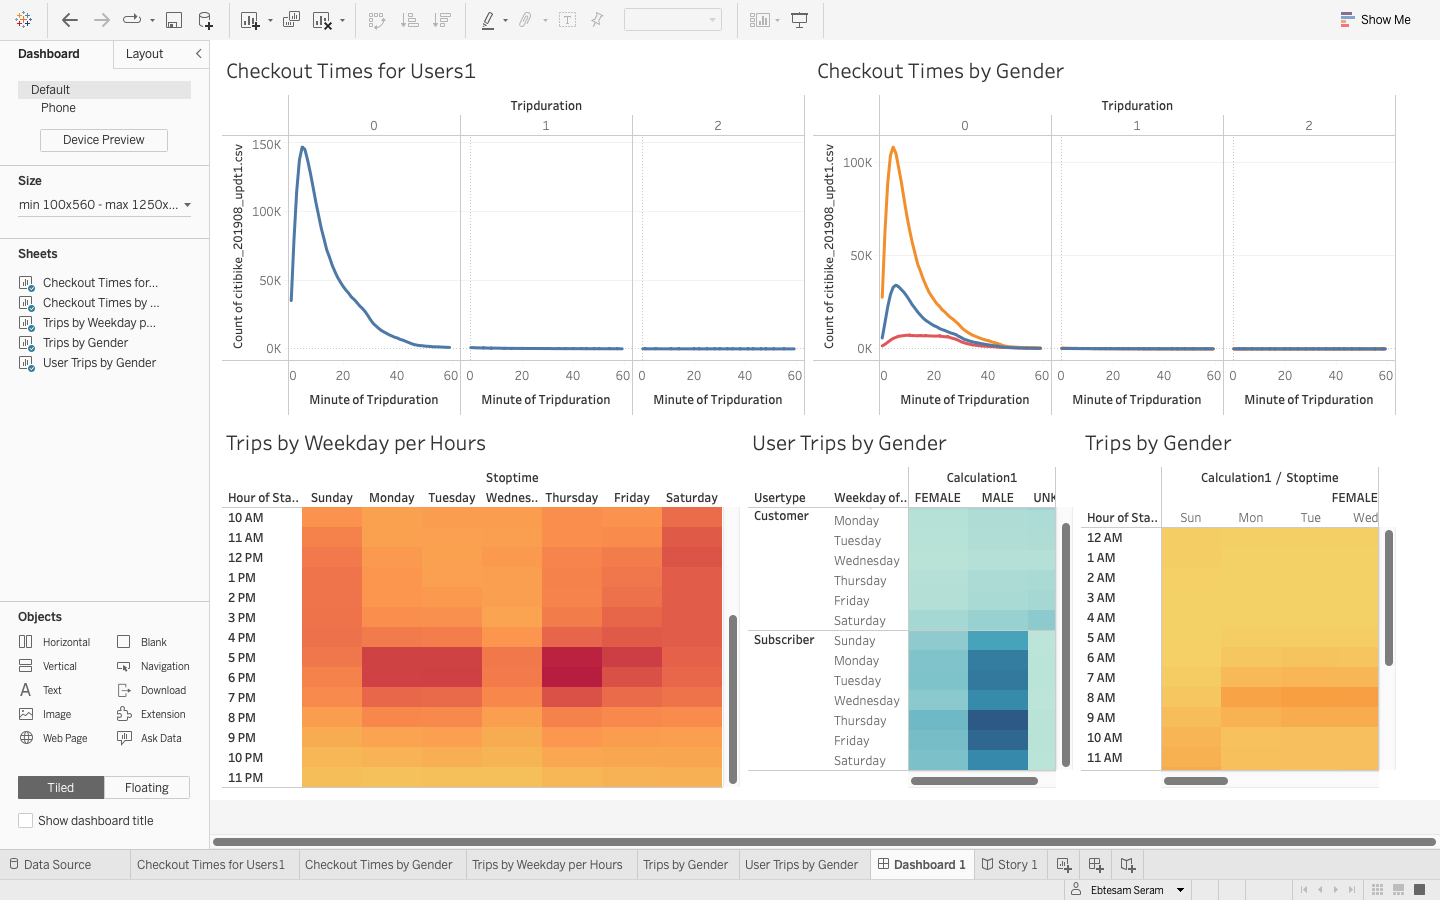 Show Me
Dashboard
Layout
Default
Phone
Device Preview
Size
min 100x560 - max 1250x...
Sheets
Checkout Times for...
Checkout Times by ...
Trips by Weekday p...
Trips by Gender
User Trips by Gender
Objects
Horizontal
Blank
Vertical
Navigation
Text
Download
Image
Extension
Web Page
Ask Data
Tiled
Floating
Show dashboard title
Checkout Times for Users1
Tripduration
0 1 2
Count of citibike_201908_updt1.csv
150K
100K
50K
0K
0 20 40 60 0 20 40 60 0 20 40 60
Minute of Tripduration Minute of Tripduration Minute of Tripduration
Checkout Times by Gender
Tripduration
0 1 2
Count of citibike_201908_updt1.csv
100K
50K
0K
0 20 40 60 0 20 40 60 0 20 40 60
Minute of Tripduration Minute of Tripduration Minute of Tripduration
Trips by Weekday per Hours
Stoptime
Hour of Sta.. Sunday Monday Tuesday Wednes.. Thursday Friday Saturday
10 AM
11 AM
12 PM
1 PM
2 PM
3 PM
4 PM
5 PM
6 PM
7 PM
8 PM
9 PM
10 PM
11 PM
User Trips by Gender
Calculation1
Usertype Weekday of.. FEMALE MALE UNK
Customer
Monday
Tuesday
Wednesday
Thursday
Friday
Saturday
Subscriber Sunday
Monday
Tuesday
Wednesday
Thursday
Friday
Saturday
Trips by Gender
Calculation1 / Stoptime
FEMALE
Hour of Sta.. Sun Mon Tue Wed
12 AM
1 AM
2 AM
3 AM
4 AM
5 AM
6 AM
7 AM
8 AM
9 AM
10 AM
11 AM
Data Source
Checkout Times for Users1
Checkout Times by Gender
Trips by Weekday per Hours
Trips by Gender
User Trips by Gender
Dashboard 1
Story 1
Ebtesam Seram